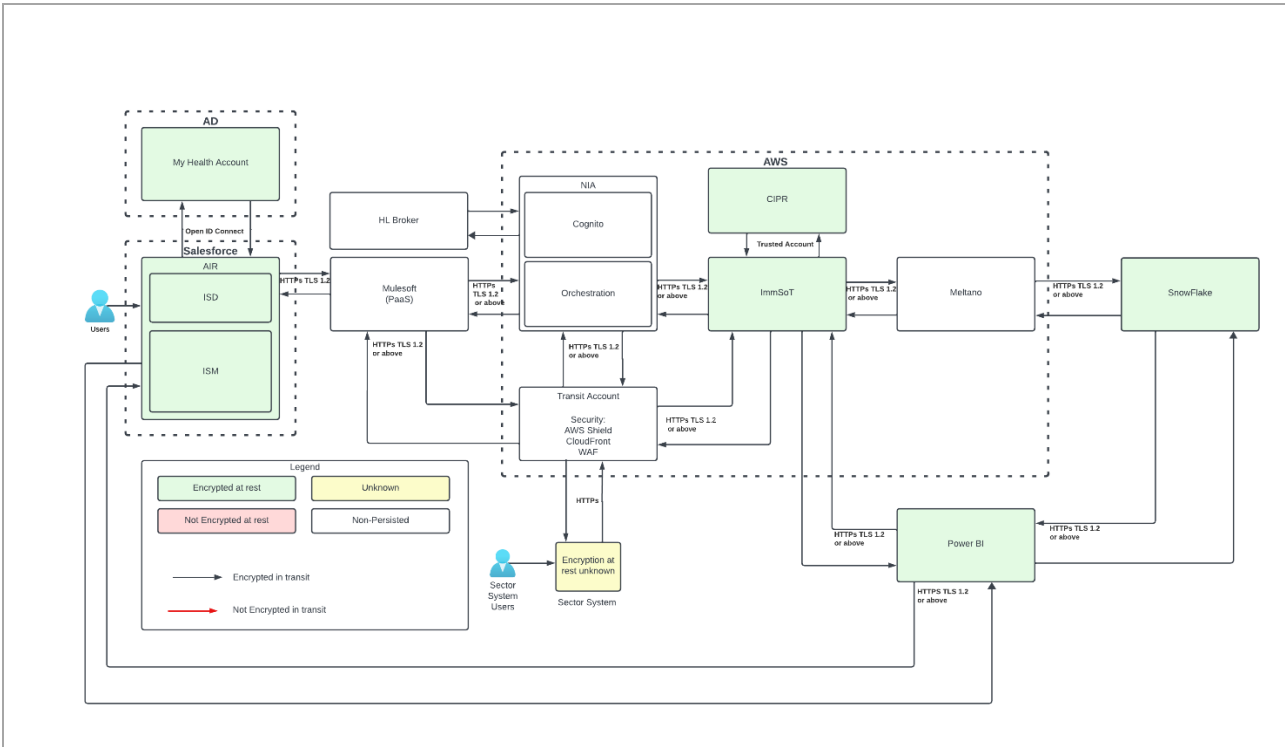 AD
My Health Account
Open ID Connect
Salesforce
AIR
ISD
ISM
Users
HTTPs TLS 1.2
HL Broker
Mulesoft
(PaaS)
HTTPs
TLS 1.2
or above
HTTPs TLS 1.2
or above
AWS
NIA
Cognito
Orchestration
HTTPs TLS 1.2
or above
HTTPs TLS 1.2
or above
Transit Account
Security:
AWS Shield
CloudFront
WAF
CIPR
Trusted Account
ImmSoT
HTTPs TLS 1.2
or above
HTTPs TLS 1.2
or above
Meltano
HTTPs TLS 1.2
or above
SnowFlake
HTTPs
Sector
System
Users
Encryption at
rest unknown
Sector System
HTTPs TLS 1.2
or above
Power BI
HTTPs TLS 1.2
or above
HTTPS TLS 1.2
or above
Legend
Encrypted at rest
Unknown
Not Encrypted at rest
Non-Persisted
Encrypted in transit
Not Encrypted in transit